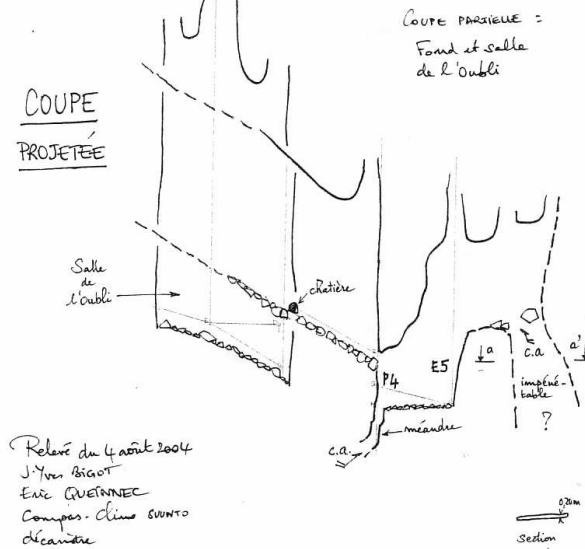 COUPE PARTIELLE =
Fond et salle
de l'Oubli
COUPE
PROJETÉE
Salle
de
l'Oubli
chatière
P4
E5
a
a'
c.a
impéné-
table
?
c.a.
méandre
Relevé du 4 août 2004
J. Yves BIGOT
Eric QUEÏNNEC
Compas-Clino SUUNTO
décamètre
0,20m
section